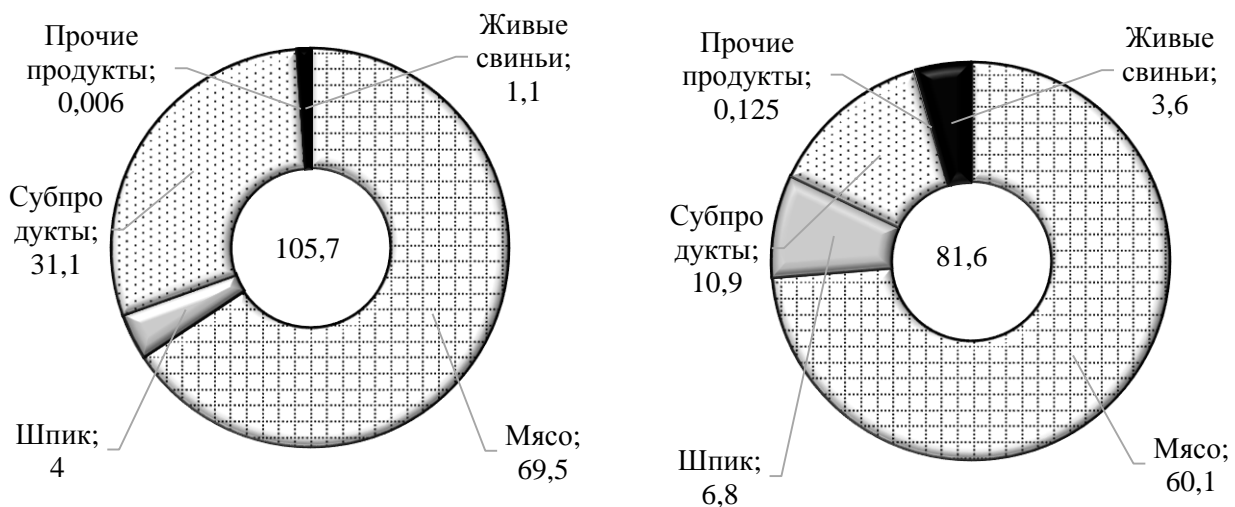 Прочие
продукты;
0,006
Живые
свиньи;
1,1
Субпро
дукты;
31,1
105,7
Шпик;
4
Мясо;
69,5
Прочие
продукты;
0,125
Живые
свиньи;
3,6
Субпро
дукты;
10,9
81,6
Шпик;
6,8
Мясо;
60,1